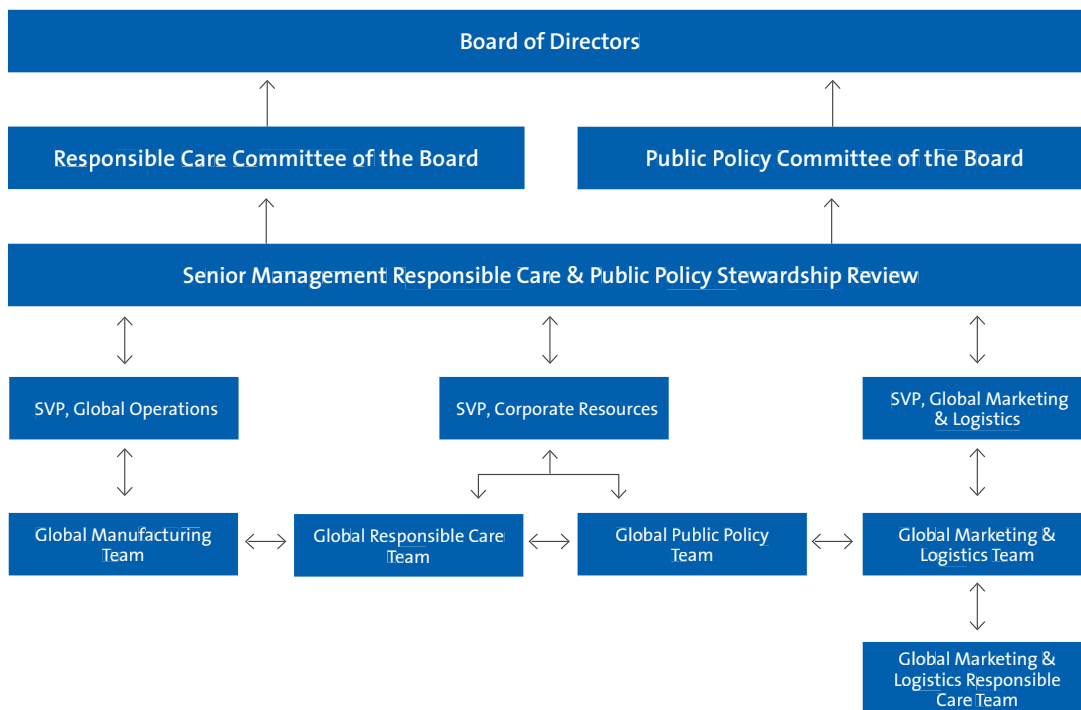 Board of Directors
Responsible Care Committee of the Board
Public Policy Committee of the Board
Senior Management Responsible Care & Public Policy Stewardship Review
SVP, Global Operations
SVP, Corporate Resources
SVP, Global Marketing
& Logistics
Global Manufacturing
Team
Global Responsible Care
Team
Global Public Policy
Team
Global Marketing &
Logistics Team
Global Marketing &
Logistics Responsible
Care Team